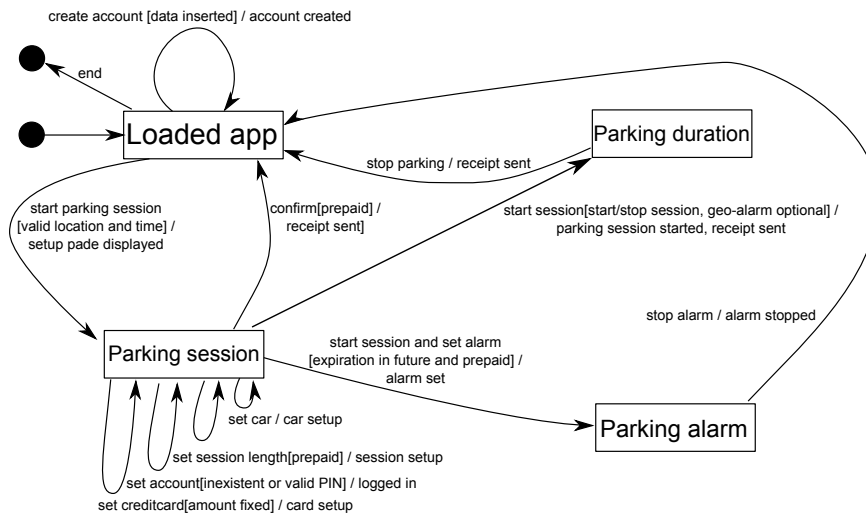 create account [data inserted] / account created
end
Loaded app
Parking duration
stop parking / receipt sent
start parking session
[valid location and time] /
setup pade displayed
confirm[prepaid] /
receipt sent]
start session[start/stop session, geo-alarm optional] /
parking session started, receipt sent
stop alarm / alarm stopped
Parking session
start session and set alarm
[expiration in future and prepaid] /
alarm set
set car / car setup
Parking alarm
set session length[prepaid] / session setup
set account[inexistent or valid PIN] / logged in
set creditcard[amount fixed] / card setup